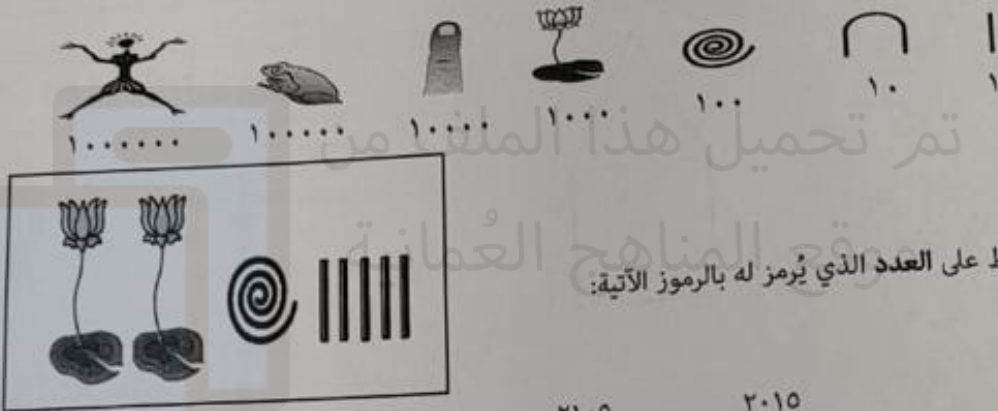 ١٠٠٠٠٠٠ ١٠٠٠٠٠ ١٠٠٠٠ ١٠٠٠ ١٠٠ ١٠ ١
تم تحميل هذا الملف من
موقع المناهج العُمانية
على العدد الذي يُرمز له بالرموز الآتية:
٢٠١٥